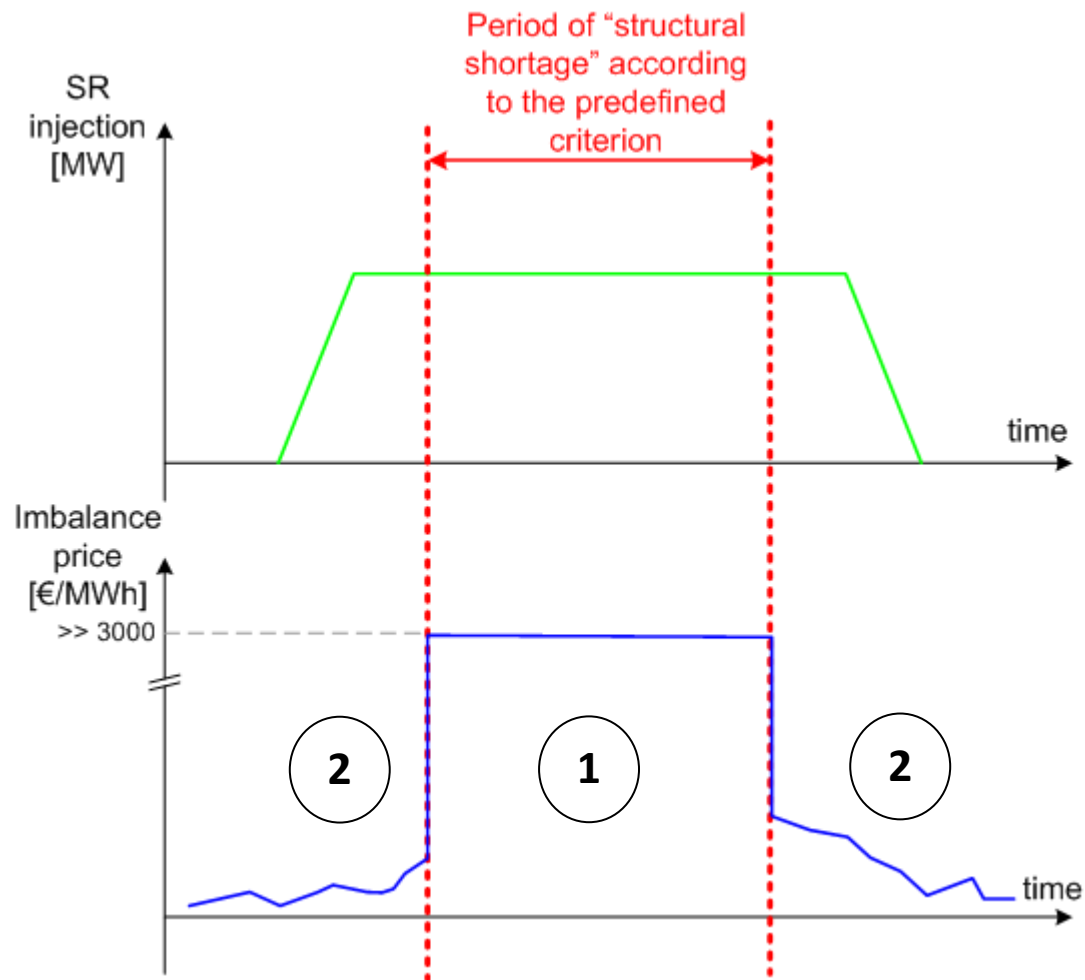 Period of “structural
shortage” according
to the predefined
criterion
SR
injection
[MW]
time
Imbalance
price
[€/MWh]
>> 3000
2
1
2
time